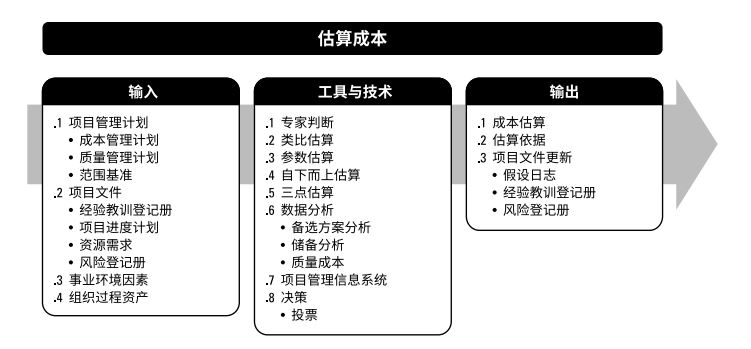 估算成本
输入
.1 项目管理计划
• 成本管理计划
• 质量管理计划
• 范围基准
.2 项目文件
• 经验教训登记册
• 项目进度计划
• 资源需求
• 风险登记册
.3 事业环境因素
.4 组织过程资产
工具与技术
.1 专家判断
.2 类比估算
.3 参数估算
.4 自下而上估算
.5 三点估算
.6 数据分析
• 备选方案分析
• 储备分析
• 质量成本
.7 项目管理信息系统
.8 决策
• 投票
输出
.1 成本估算
.2 估算依据
.3 项目文件更新
• 假设日志
• 经验教训登记册
• 风险登记册